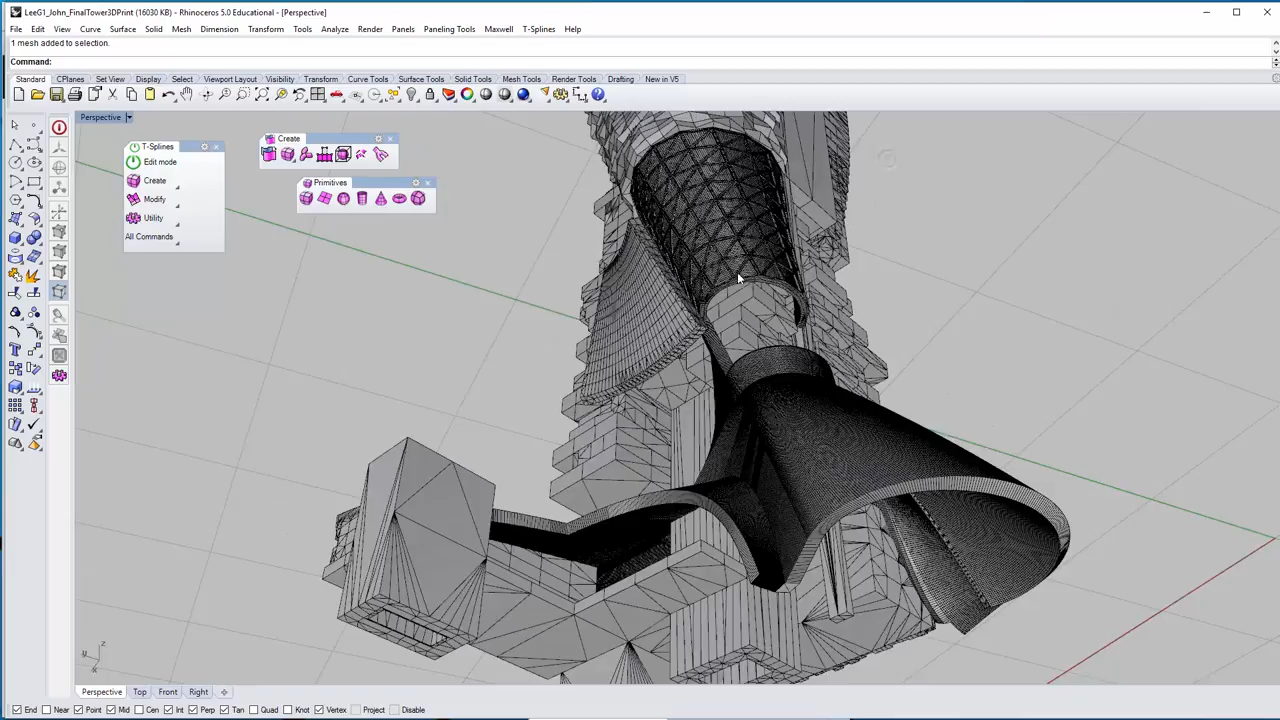 LeeG1_John_FinalTower3DPrint (16030 KB) - Rhinoceros 5.0 Educational - [Perspective]
File Edit View Curve Surface Solid Mesh Dimension Transform Tools Analyze Render Panels Paneling Tools Maxwell T-Splines Help
1 mesh added to selection.
Command:
Standard CPlanes Set View Display Select Viewport Layout Visibility Transform Curve Tools Surface Tools Solid Tools Mesh Tools Render Tools Drafting New in V5
Perspective
T-Splines
Edit mode
Create
Modify
Utility
All Commands
Create
Primitives
z
y
x
Perspective Top Front Right
End Near Point Mid Cen Int Perp Tan Quad Knot Vertex Project Disable